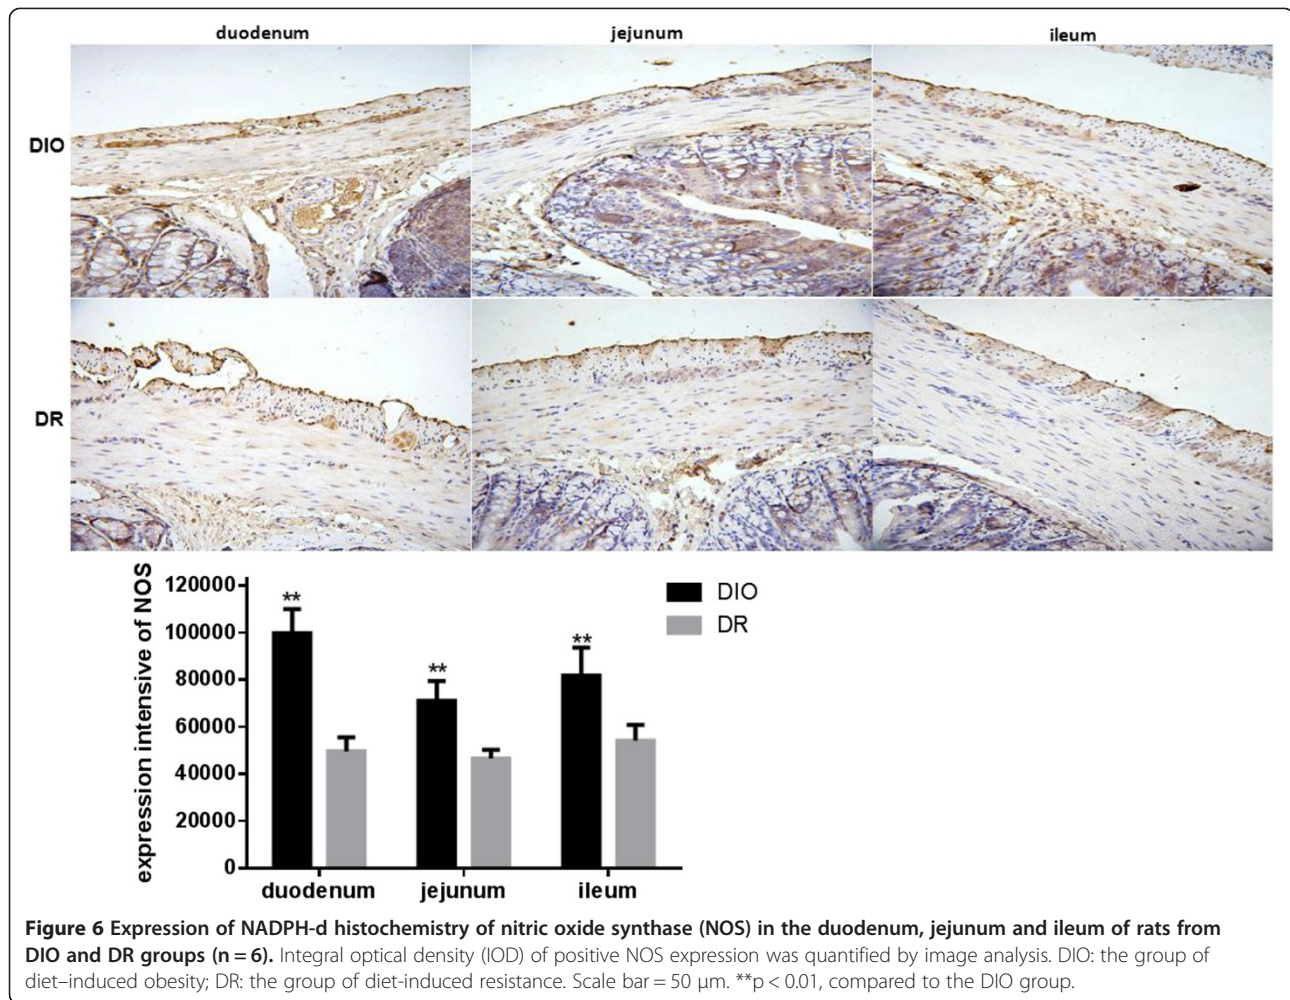 duodenum jejunum ileum
DIO
DR
expression intensive of NOS
120000
100000
80000
60000
40000
20000
0
** ** **
duodenum jejunum ileum
DIO
DR
Figure 6 Expression of NADPH-d histochemistry of nitric oxide synthase (NOS) in the duodenum, jejunum and ileum of rats from
DIO and DR groups (n = 6). Integral optical density (IOD) of positive NOS expression was quantified by image analysis. DIO: the group of
diet–induced obesity; DR: the group of diet-induced resistance. Scale bar = 50 μm. **p < 0.01, compared to the DIO group.